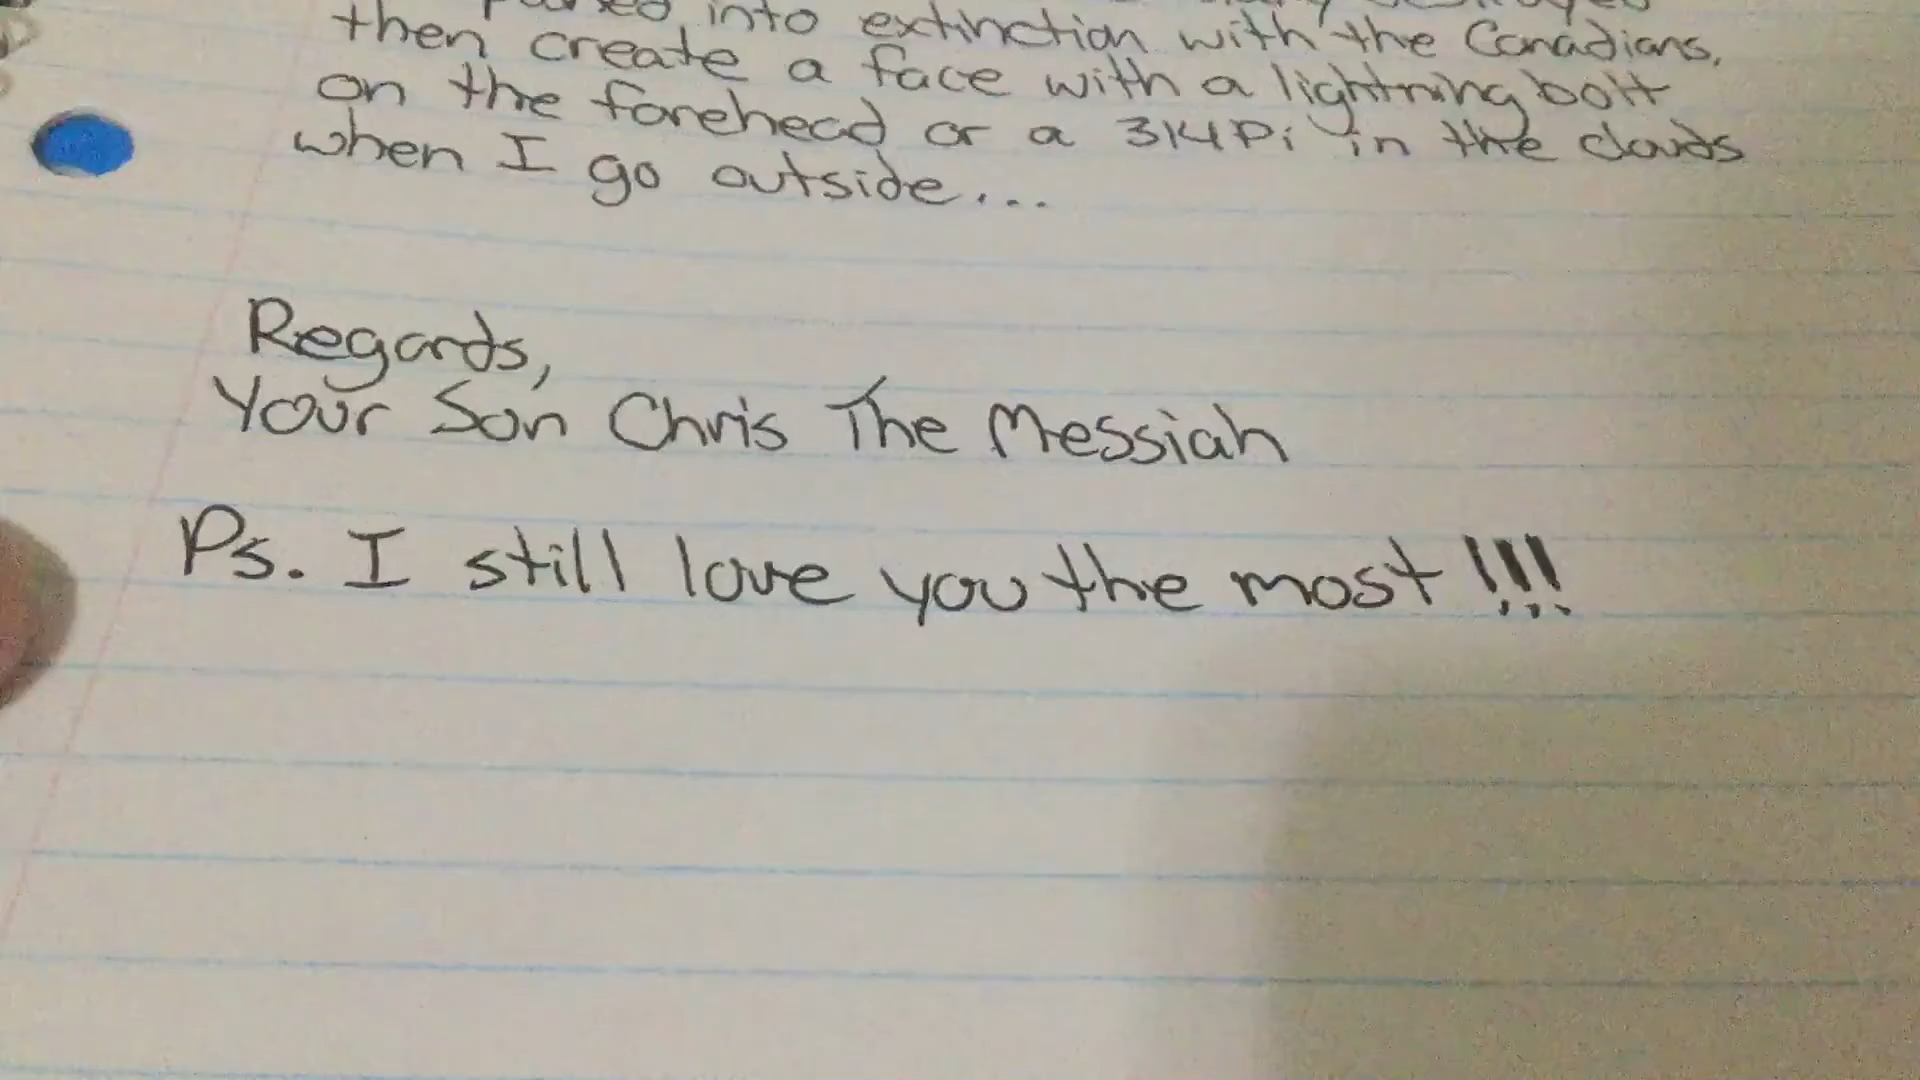 into extinction with the Canadians,
then create a face with a lightning bolt
on the forehead or a 314Pi in the clouds
when I go outside...
Regards,
Your Son Chris The Messiah
Ps. I still love you the most!!!